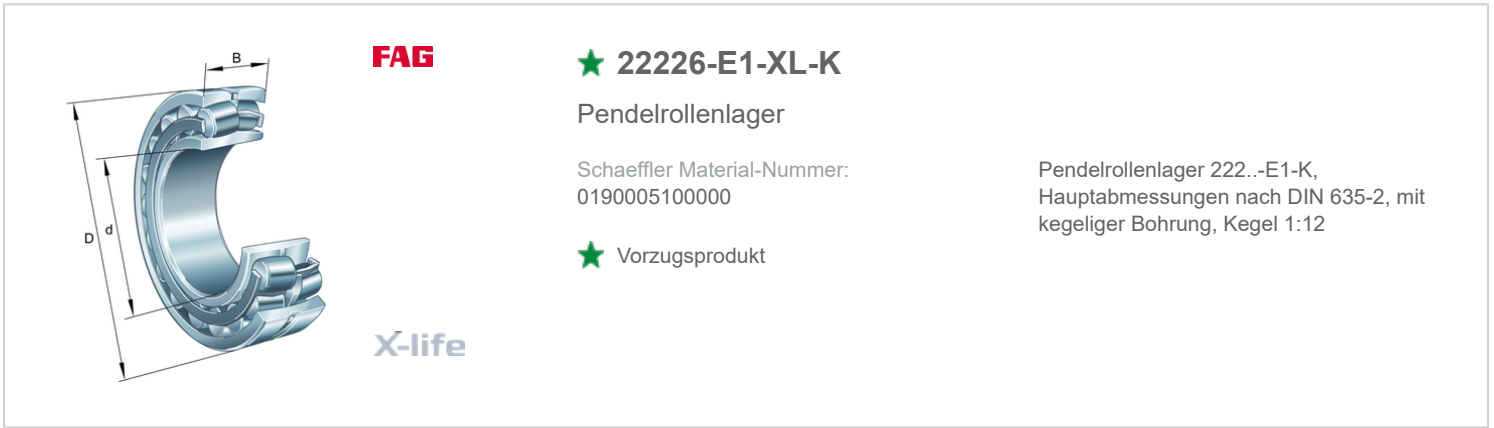 B
D
d
FAG
X-life
22226-E1-XL-K
Pendelrollenlager
Schaeffler Material-Nummer:
0190005100000
Vorzugsprodukt
Pendelrollenlager 222..-E1-K,
Hauptabmessungen nach DIN 635-2, mit
kegeliger Bohrung, Kegel 1:12